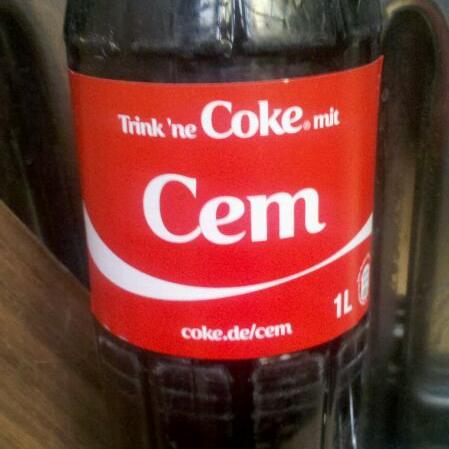 Trink 'ne Coke® mit
Cem
1L
coke.de/cem